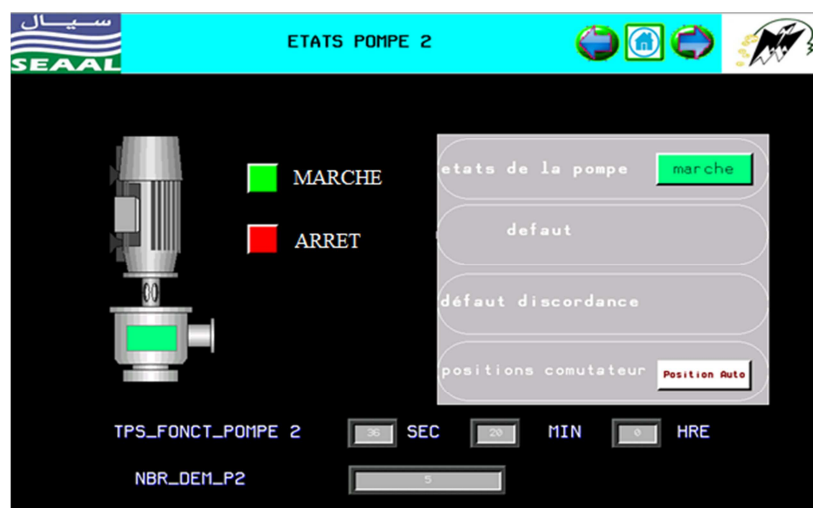 سيال
SEAAL
ETATS POMPE 2
MARCHE
ARRET
etats de la pompe
marche
defaut
défaut discordance
positions comutateur
Position Auto
TPS_FONCT_POMPE 2 36 SEC 20 MIN 0 HRE
NBR_DEM_P2 5